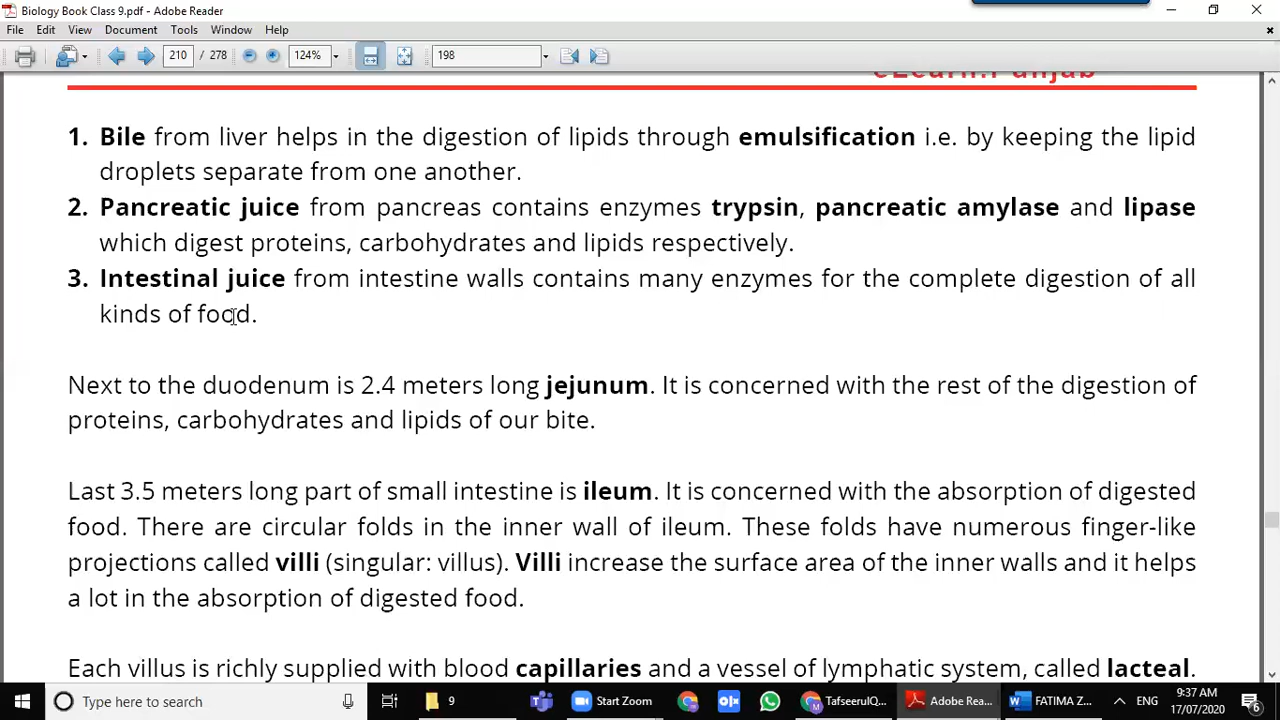 Biology Book Class 9.pdf - Adobe Reader
File Edit View Document Tools Window Help
210 / 278 124% 198
eLearn.Punjab
1. Bile from liver helps in the digestion of lipids through emulsification i.e. by keeping the lipid
droplets separate from one another.
2. Pancreatic juice from pancreas contains enzymes trypsin, pancreatic amylase and lipase
which digest proteins, carbohydrates and lipids respectively.
3. Intestinal juice from intestine walls contains many enzymes for the complete digestion of all
kinds of food.
Next to the duodenum is 2.4 meters long jejunum. It is concerned with the rest of the digestion of
proteins, carbohydrates and lipids of our bite.
Last 3.5 meters long part of small intestine is ileum. It is concerned with the absorption of digested
food. There are circular folds in the inner wall of ileum. These folds have numerous finger-like
projections called villi (singular: villus). Villi increase the surface area of the inner walls and it helps
a lot in the absorption of digested food.
Each villus is richly supplied with blood capillaries and a vessel of lymphatic system, called lacteal.
Type here to search 9 Start Zoom TafseerulQ... Adobe Rea... FATIMA Z... ENG 9:37 AM
17/07/2020 6